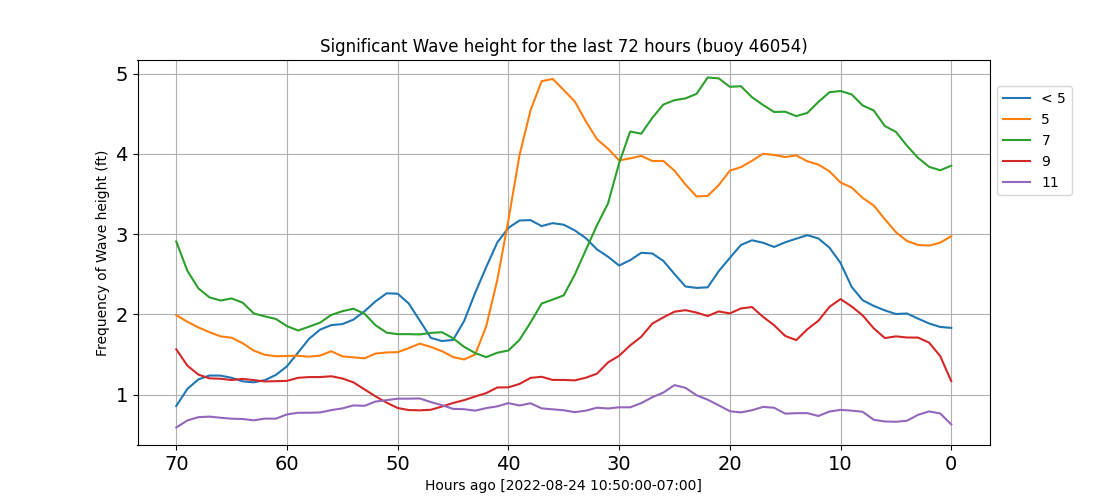 Significant Wave height for the last 72 hours (buoy 46054)
Frequency of Wave height (ft)
5
4
3
2
1
70 60 50 40 30 20 10 0
Hours ago [2022-08-24 10:50:00-07:00]
< 5
5
7
9
11